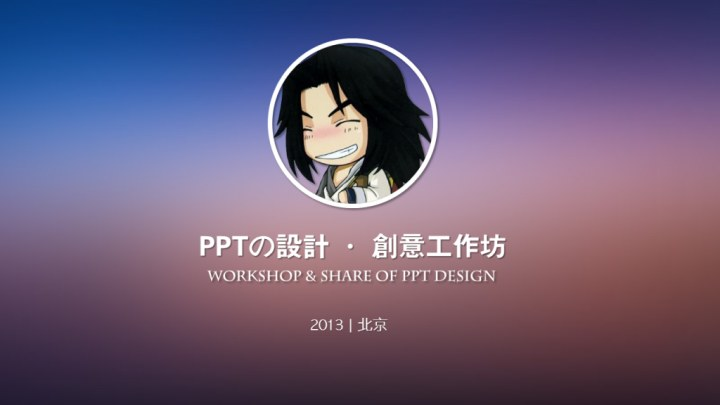 PPTの設計 · 創意工作坊
WORKSHOP & SHARE OF PPT DESIGN
2013 | 北京